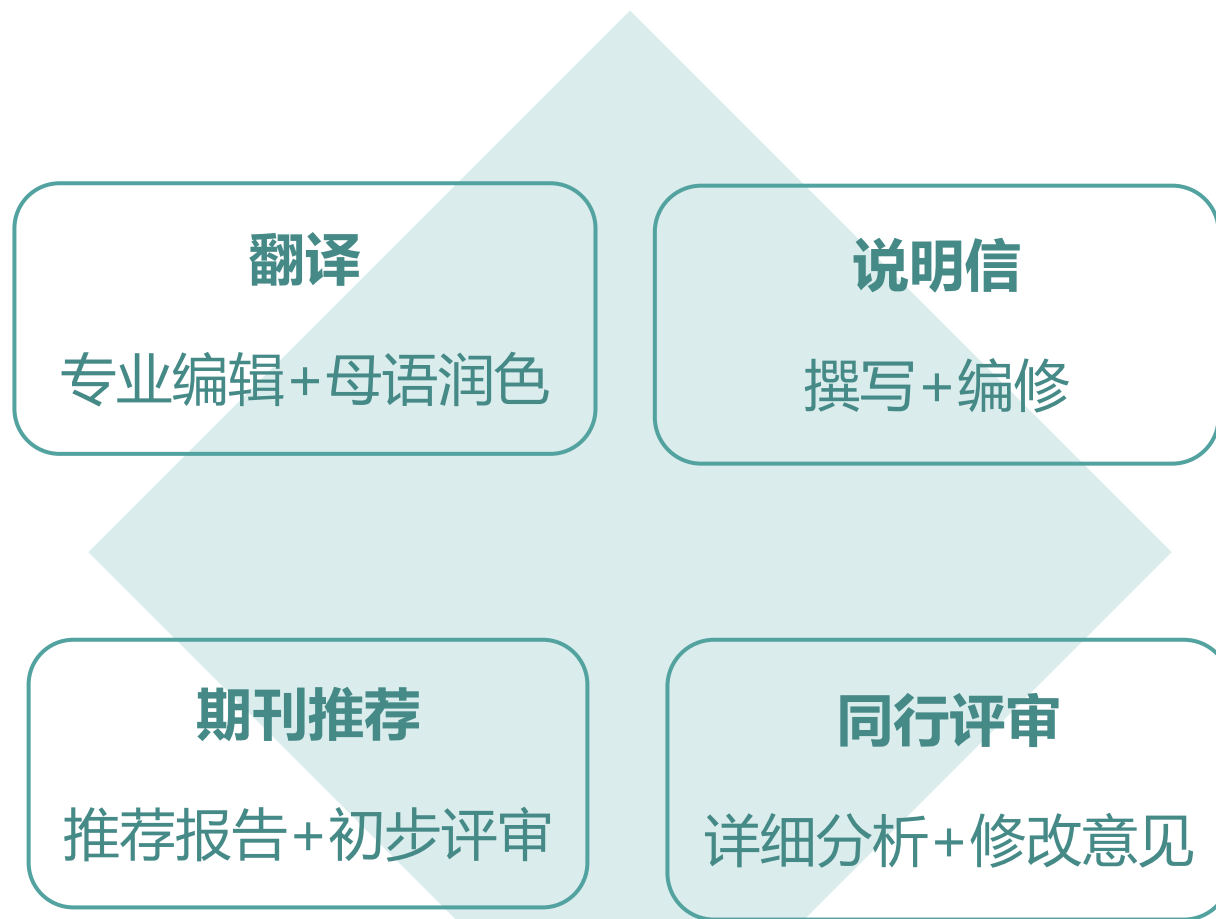 翻译
专业编辑+母语润色
说明信
撰写+编修
期刊推荐
推荐报告+初步评审
同行评审
详细分析+修改意见